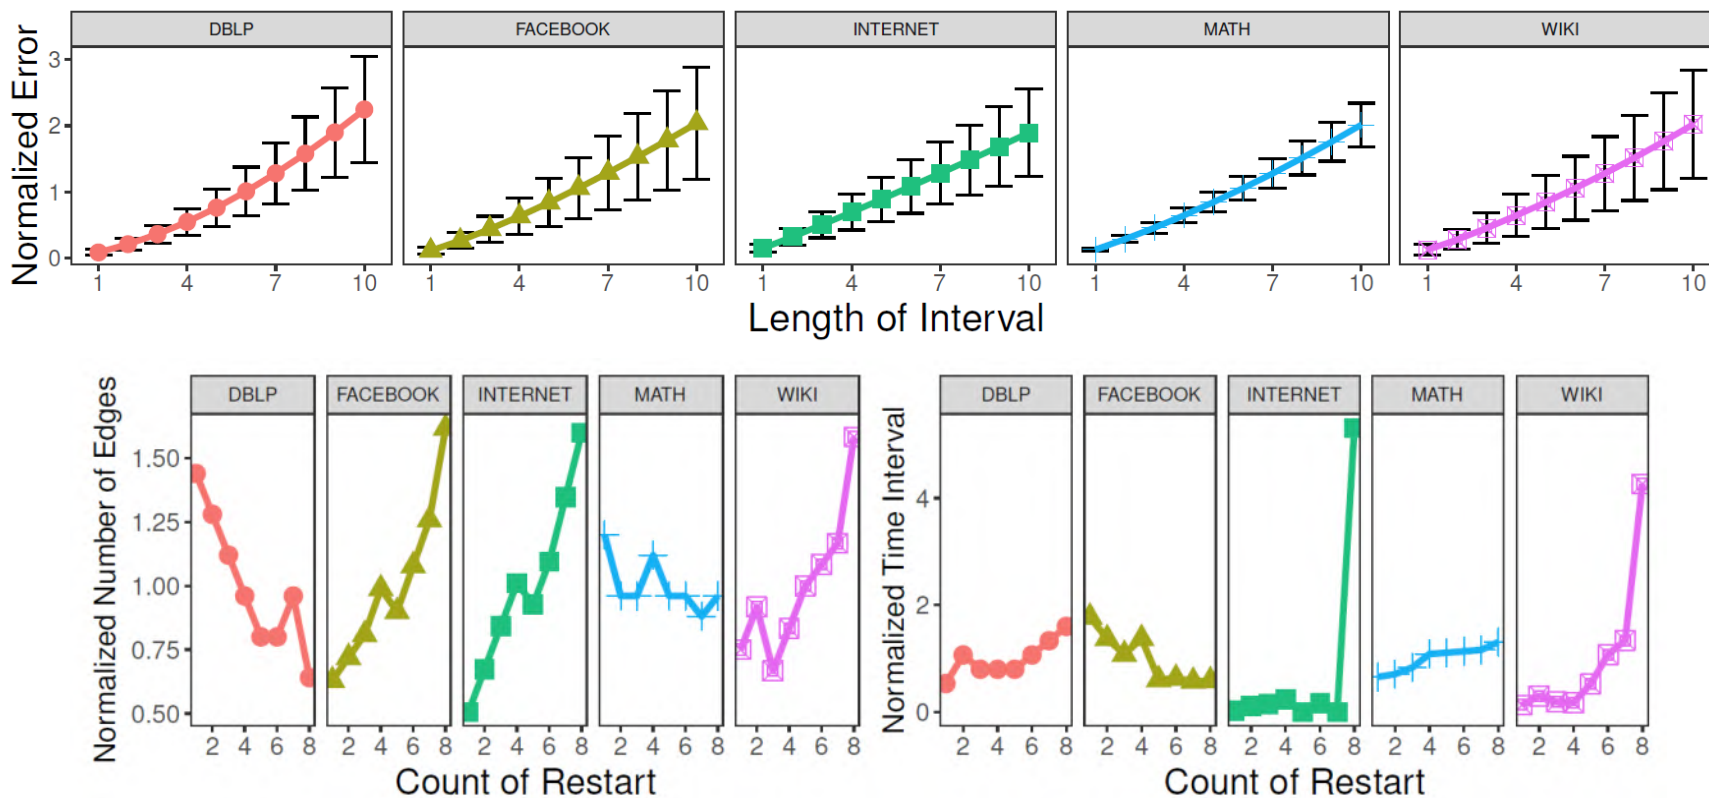 DBLP FACEBOOK INTERNET MATH WIKI
Normalized Error
3
2
1
0
1 4 7 10 1 4 7 10 1 4 7 10 1 4 7 10 1 4 7 10
Length of Interval
DBLP FACEBOOK INTERNET MATH WIKI
Normalized Number of Edges
1.50
1.25
1.00
0.75
0.50
2 4 6 8 2 4 6 8 2 4 6 8 2 4 6 8 2 4 6 8
Count of Restart
DBLP FACEBOOK INTERNET MATH WIKI
Normalized Time Interval
4
2
0
2 4 6 8 2 4 6 8 2 4 6 8 2 4 6 8 2 4 6 8
Count of Restart